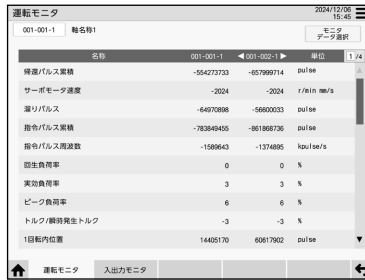 運転モニタ 2024/12/06 15:45
001-001-1 軸名称1 モニタ データ選択
名称 001-001-1 ◀001-002-1▶ 単位 1/4
帰還パルス累積 -554273733 -657999714 pulse
サーボモータ速度 -2024 -2024 r/min mm/s
溜りパルス -64970898 -56600033 pulse
指令パルス累積 -783849455 -861868736 pulse
指令パルス周波数 -1589643 -1374895 kpulse/s
回生負荷率 0 0 %
実効負荷率 3 3 %
ピーク負荷率 6 6 %
トルク/瞬時発生トルク -3 -3 %
1回転内位置 14405170 60617902 pulse
運転モニタ 入出力モニタ